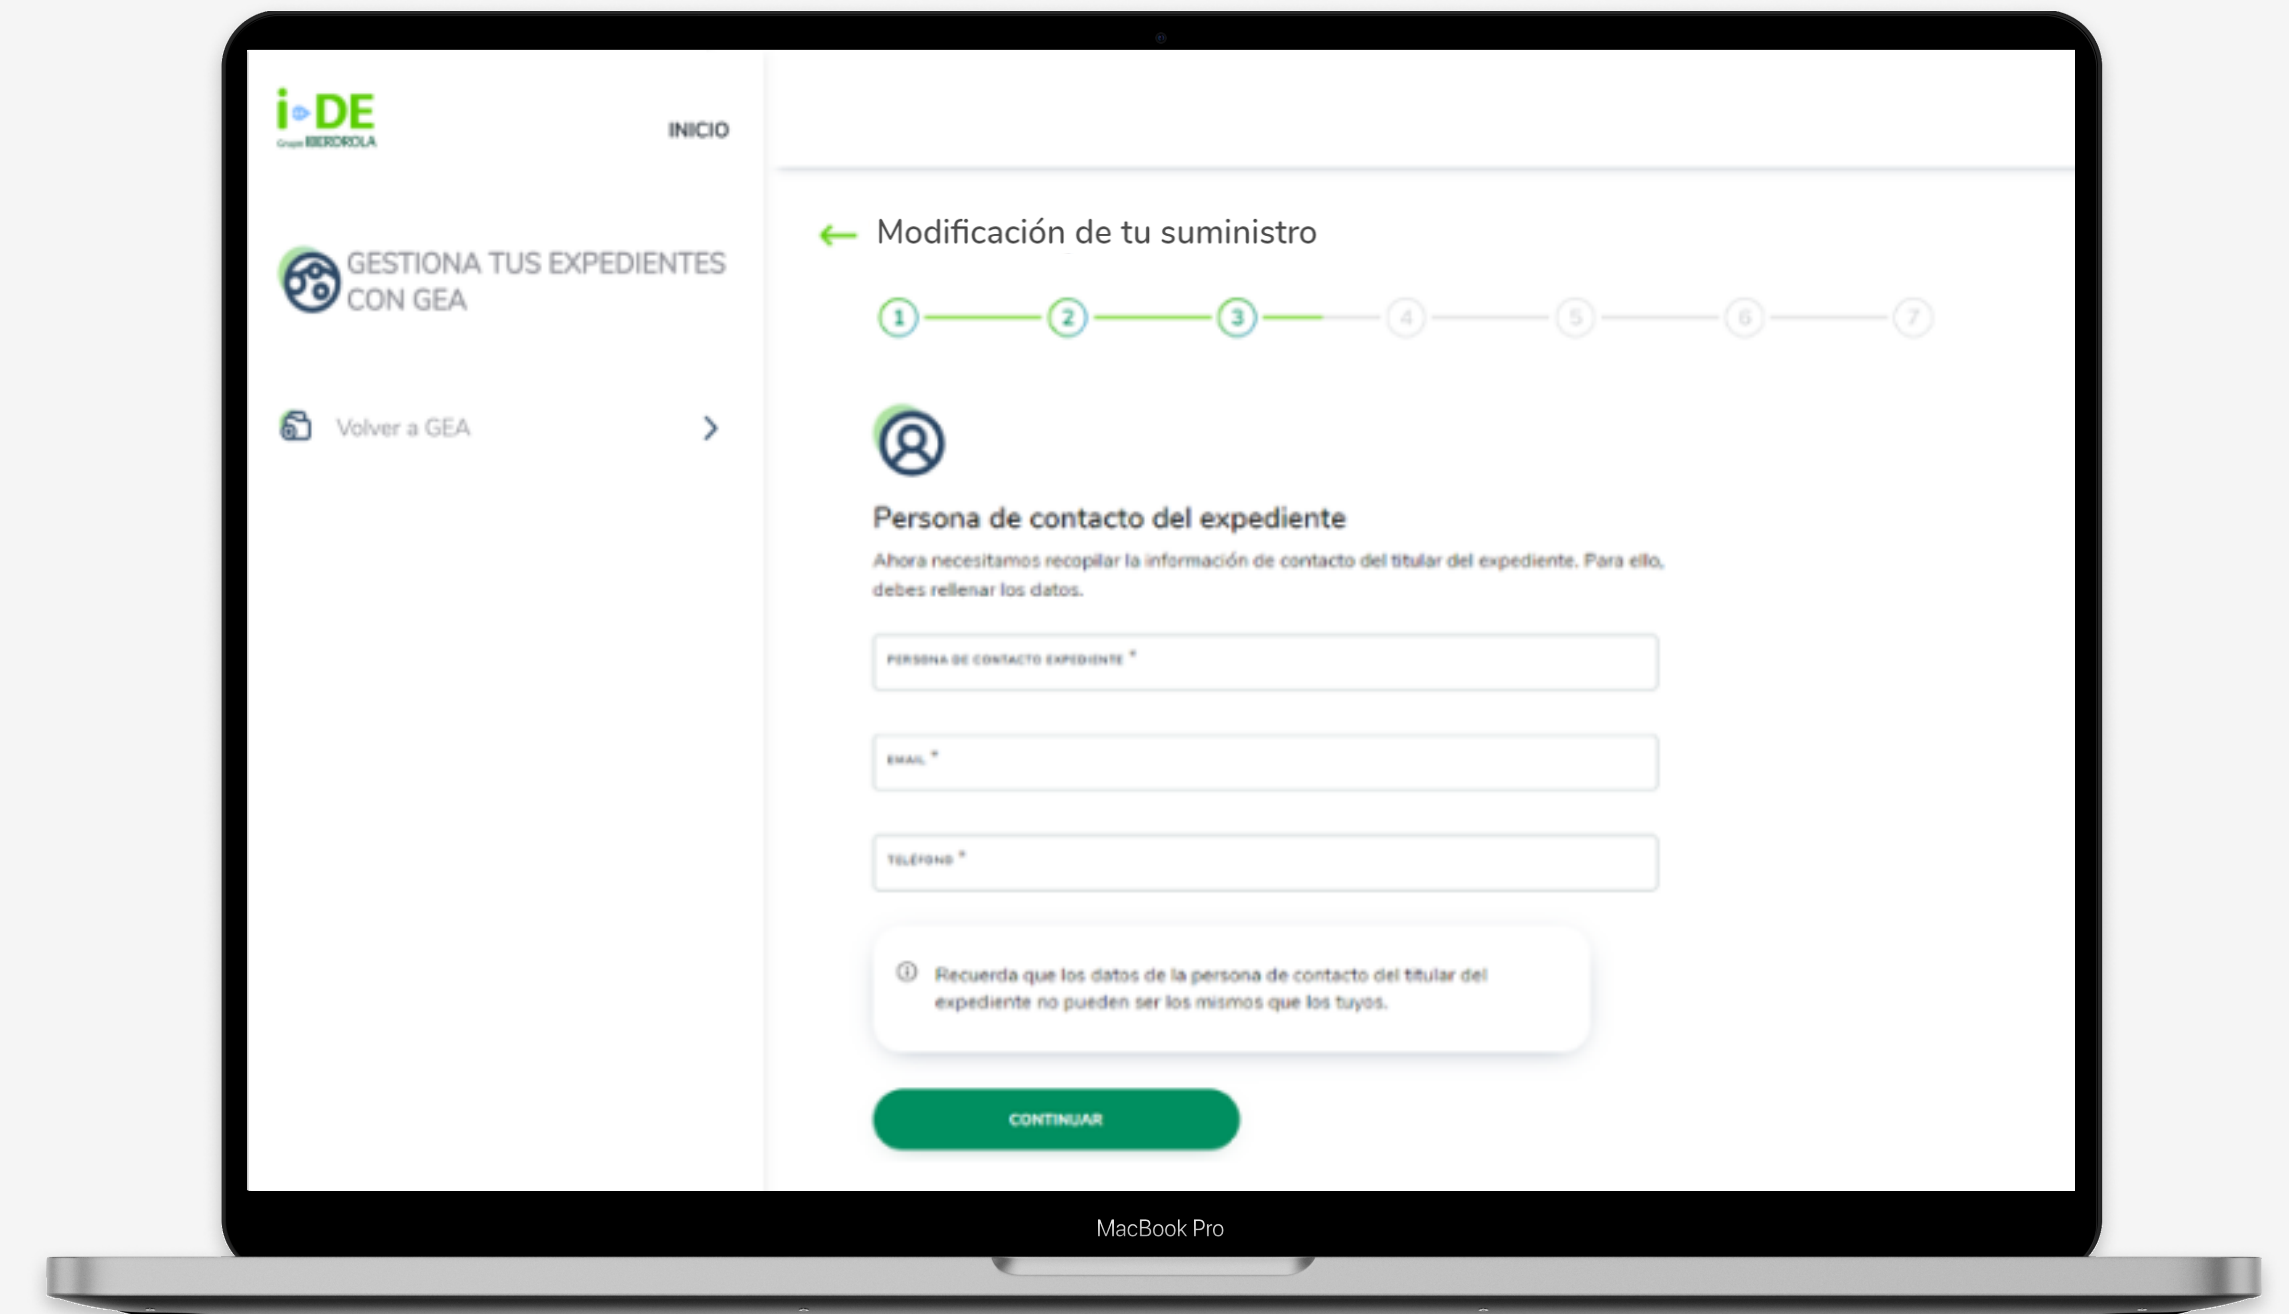 i-DE
Grupo IBERDROLA
INICIO
GESTIONA TUS EXPEDIENTES
CON GEA
Volver a GEA
Modificación de tu suministro
1 2 3 4 5 6 7
Persona de contacto del expediente
Ahora necesitamos recopilar la información de contacto del titular del expediente. Para ello,
debes rellenar los datos.
PERSONA DE CONTACTO EXPEDIENTE *
EMAIL *
TELÉFONO *
Recuerda que los datos de la persona de contacto del titular del
expediente no pueden ser los mismos que los tuyos.
CONTINUAR
MacBook Pro